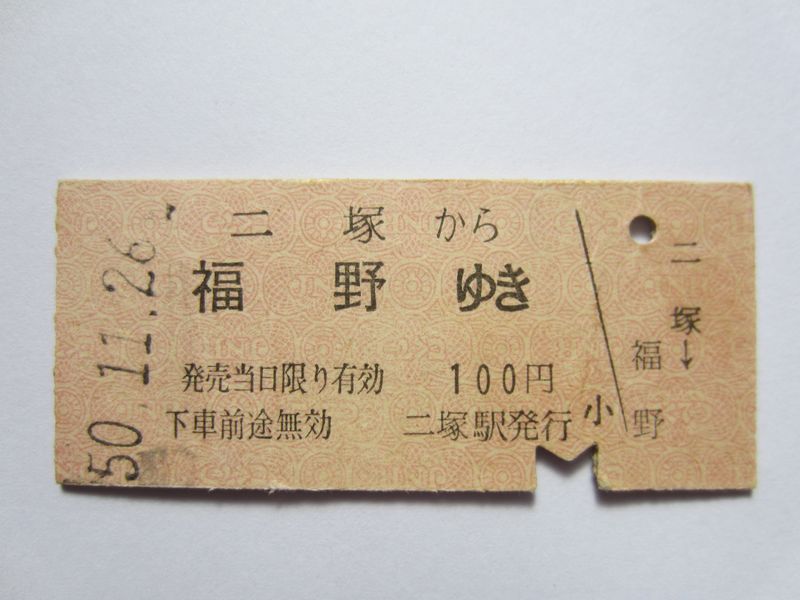 50.11.26
二塚から
福野ゆき
発売当日限り有効 100円
下車前途無効 二塚駅発行
小
二塚→
福野